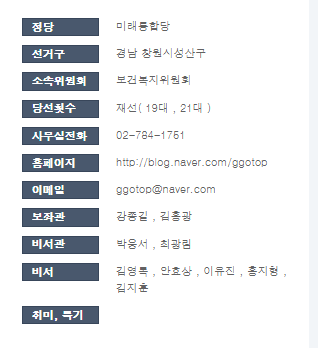 정당 미래통합당
선거구 경남 창원시성산구
소속위원회 보건복지위원회
당선횟수 재선( 19대 , 21대 )
사무실전화 02-784-1751
홈페이지 http://blog.naver.com/ggotop
이메일 ggotop@naver.com
보좌관 강종길 , 김홍광
비서관 박웅서 , 최광림
비서 김영록 , 안효상 , 이유진 , 홍지형 ,
김지훈
취미, 특기